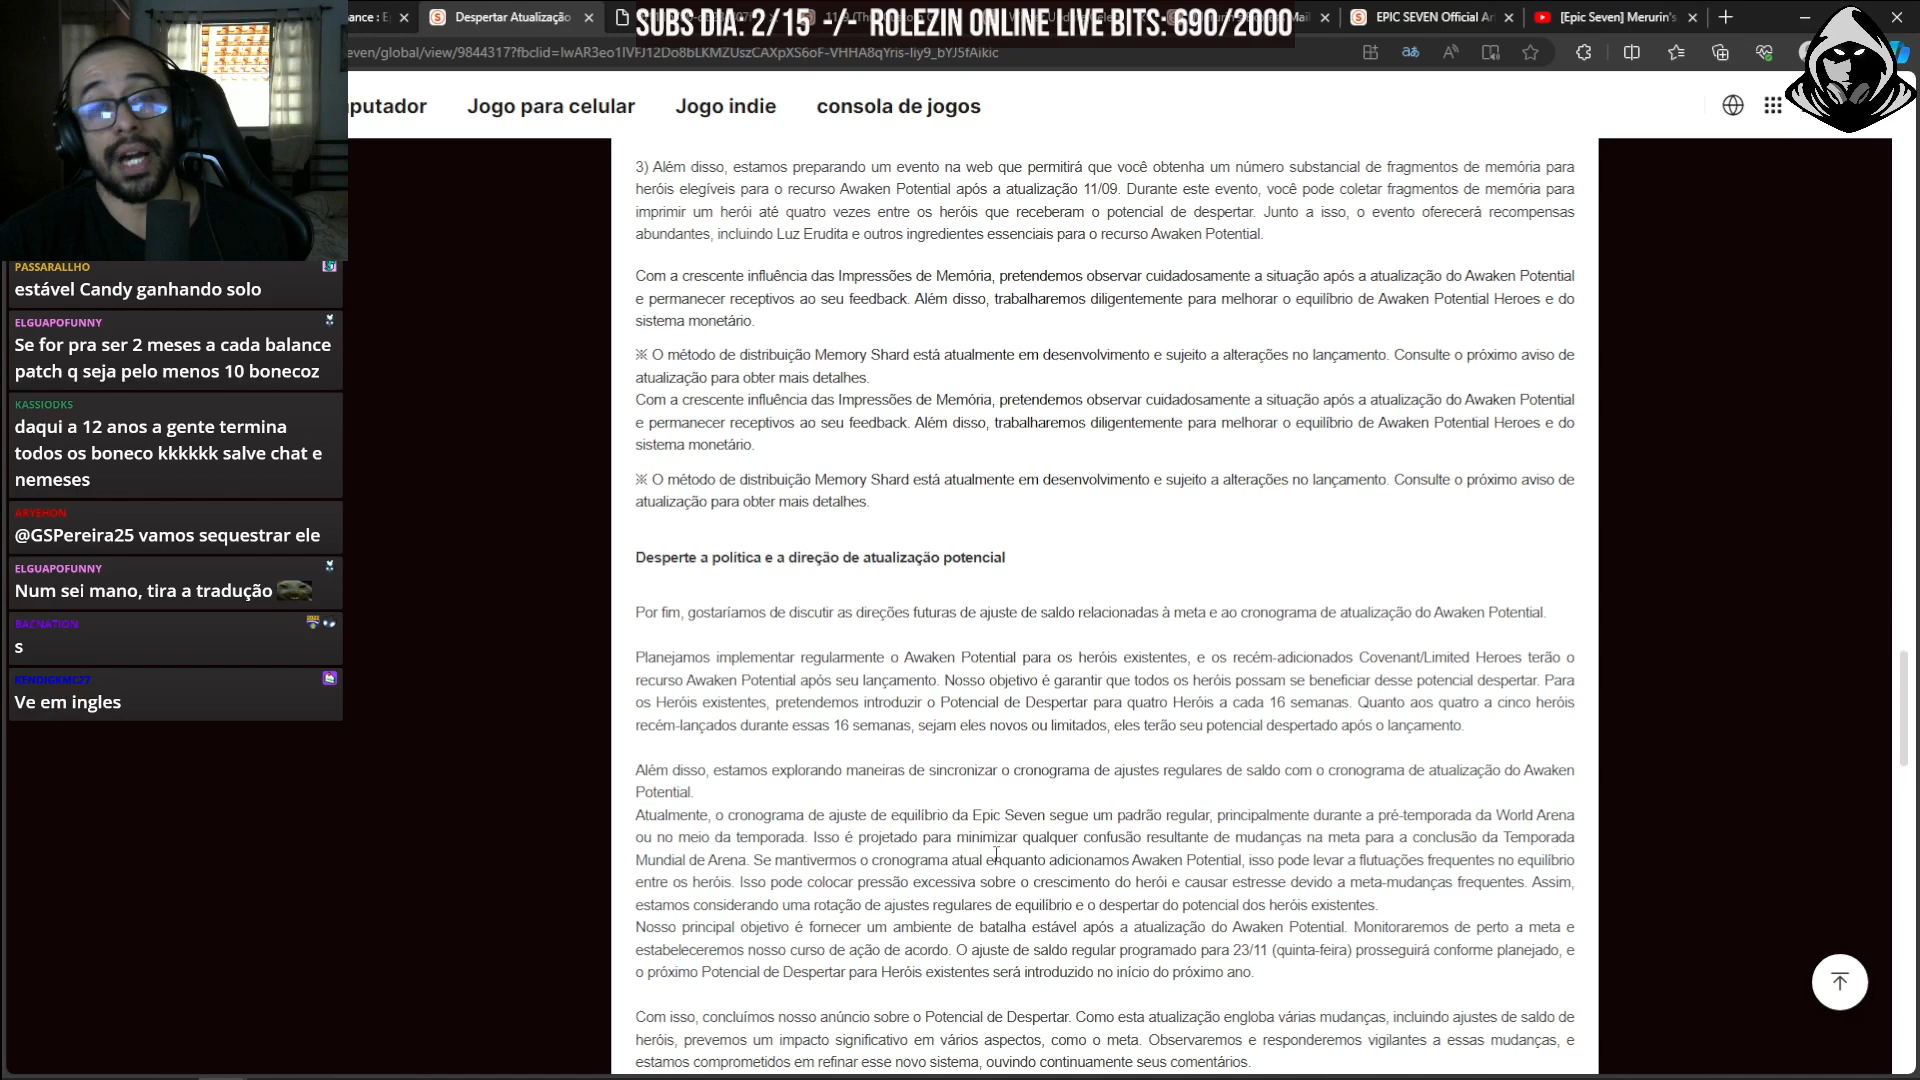 ance : E
Despertar Atualização
SUBS DIA: 2/15 -/- ROLEZIN ONLINE LIVE BITS: 690/2000
EPIC SEVEN Official Ar
[Epic Seven] Merurin's
even/global/view/9844317?fbclid=IwAR3eo1IVFJ12Do8bLKMZUszCAXpXS6oF-VHHA8qYris-Iiy9_bYJ5fAikic
putador
Jogo para celular
Jogo indie
consola de jogos
3) Além disso, estamos preparando um evento na web que permitirá que você obtenha um número substancial de fragmentos de memória para
heróis elegíveis para o recurso Awaken Potential após a atualização 11/09. Durante este evento, você pode coletar fragmentos de memória para
imprimir um herói até quatro vezes entre os heróis que receberam o potencial de despertar. Junto a isso, o evento oferecerá recompensas
abundantes, incluindo Luz Erudita e outros ingredientes essenciais para o recurso Awaken Potential.
Com a crescente influência das Impressões de Memória, pretendemos observar cuidadosamente a situação após a atualização do Awaken Potential
e permanecer receptivos ao seu feedback. Além disso, trabalharemos diligentemente para melhorar o equilíbrio de Awaken Potential Heroes e do
sistema monetário.
※ O método de distribuição Memory Shard está atualmente em desenvolvimento e sujeito a alterações no lançamento. Consulte o próximo aviso de
atualização para obter mais detalhes.
Com a crescente influência das Impressões de Memória, pretendemos observar cuidadosamente a situação após a atualização do Awaken Potential
e permanecer receptivos ao seu feedback. Além disso, trabalharemos diligentemente para melhorar o equilíbrio de Awaken Potential Heroes e do
sistema monetário.
※ O método de distribuição Memory Shard está atualmente em desenvolvimento e sujeito a alterações no lançamento. Consulte o próximo aviso de
atualização para obter mais detalhes.
Desperte a política e a direção de atualização potencial
Por fim, gostaríamos de discutir as direções futuras de ajuste de saldo relacionadas à meta e ao cronograma de atualização do Awaken Potential.
Planejamos implementar regularmente o Awaken Potential para os heróis existentes, e os recém-adicionados Covenant/Limited Heroes terão o
recurso Awaken Potential após seu lançamento. Nosso objetivo é garantir que todos os heróis possam se beneficiar desse potencial despertar. Para
os Heróis existentes, pretendemos introduzir o Potencial de Despertar para quatro Heróis a cada 16 semanas. Quanto aos quatro a cinco heróis
recém-lançados durante essas 16 semanas, sejam eles novos ou limitados, eles terão seu potencial despertado após o lançamento.
Além disso, estamos explorando maneiras de sincronizar o cronograma de ajustes regulares de saldo com o cronograma de atualização do Awaken
Potential.
Atualmente, o cronograma de ajuste de equilíbrio da Epic Seven segue um padrão regular, principalmente durante a pré-temporada da World Arena
ou no meio da temporada. Isso é projetado para minimizar qualquer confusão resultante de mudanças na meta para a conclusão da Temporada
Mundial de Arena. Se mantivermos o cronograma atual enquanto adicionamos Awaken Potential, isso pode levar a flutuações frequentes no equilíbrio
entre os heróis. Isso pode colocar pressão excessiva sobre o crescimento do herói e causar estresse devido a meta-mudanças frequentes. Assim,
estamos considerando uma rotação de ajustes regulares de equilíbrio e o despertar do potencial dos heróis existentes.
Nosso principal objetivo é fornecer um ambiente de batalha estável após a atualização do Awaken Potential. Monitoraremos de perto a meta e
estabeleceremos nosso curso de ação de acordo. O ajuste de saldo regular programado para 23/11 (quinta-feira) prosseguirá conforme planejado, e
o próximo Potencial de Despertar para Heróis existentes será introduzido no início do próximo ano.
Com isso, concluímos nosso anúncio sobre o Potencial de Despertar. Como esta atualização engloba várias mudanças, incluindo ajustes de saldo de
heróis, prevemos um impacto significativo em vários aspectos, como o meta. Observaremos e responderemos vigilantes a essas mudanças, e
estamos comprometidos em refinar esse novo sistema, ouvindo continuamente seus comentários.
PASSARALLHO
estável Candy ganhando solo
ELGUAPOFUNNY
Se for pra ser 2 meses a cada balance
patch q seja pelo menos 10 bonecoz
KASSIODKS
daqui a 12 anos a gente termina
todos os boneco kkkkkk salve chat e
nemeses
ARYEHON
@GSPereira25 vamos sequestrar ele
ELGUAPOFUNNY
Num sei mano, tira a tradução
BACNATION
s
KENDIGKMC27
Ve em ingles